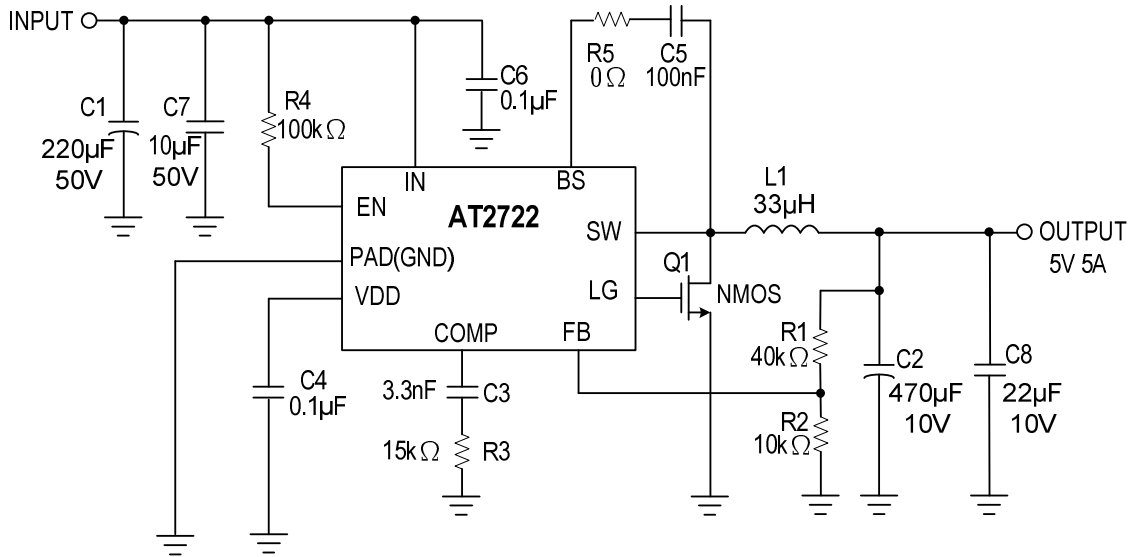 INPUT
C1
220µF
50V
C7
10µF
50V
R4
100kΩ
C6
0.1µF
R5
0Ω
C5
100nF
IN
BS
EN
AT2722
SW
PAD(GND)
VDD
LG
COMP
FB
L1
33µH
OUTPUT
5V 5A
Q1
NMOS
R1
40kΩ
R2
10kΩ
C2
470µF
10V
C8
22µF
10V
C4
0.1µF
3.3nF C3
15kΩ R3